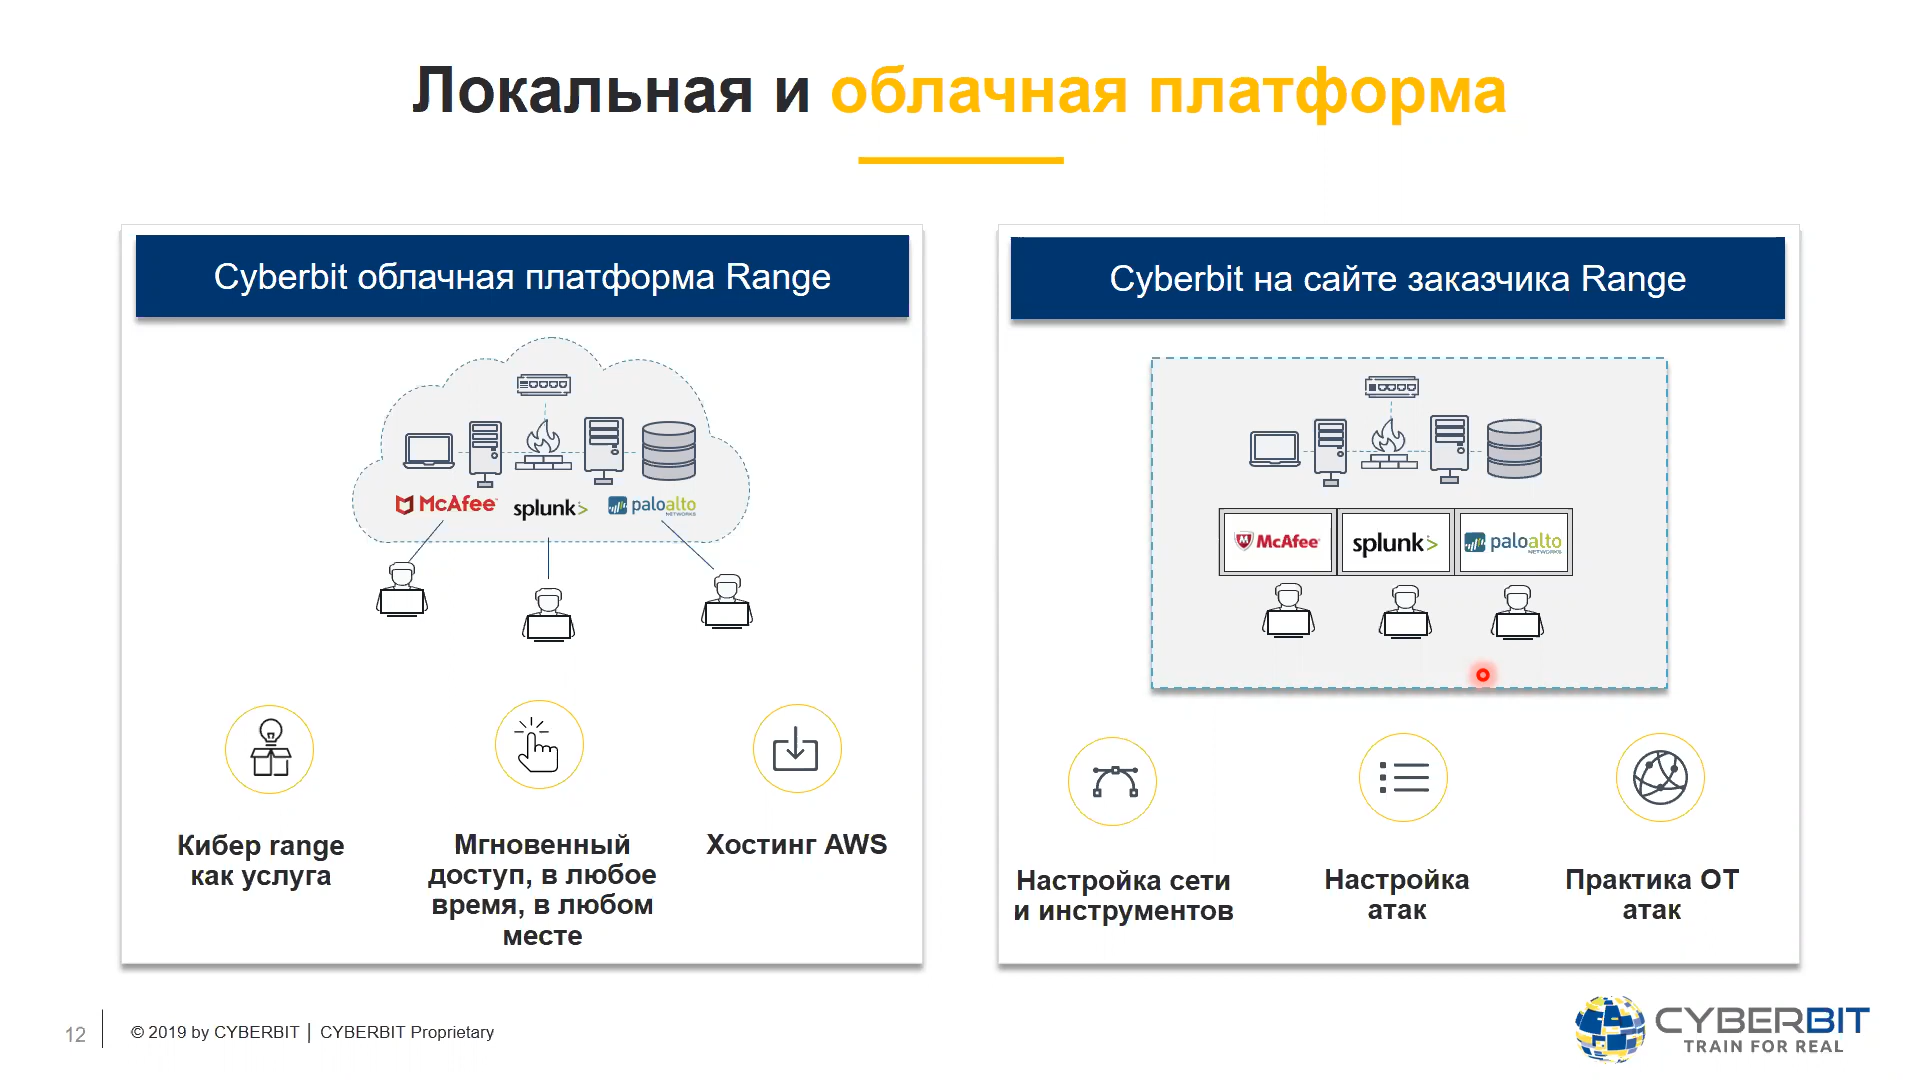 Локальная и облачная платформа
Cyberbit облачная платформа Range
McAfee
splunk>
paloalto
NETWORKS
Кибер range
как услуга
Мгновенный
доступ, в любое
время, в любом
месте
Хостинг AWS
Cyberbit на сайте заказчика Range
McAfee
splunk>
paloalto
NETWORKS
Настройка сети
и инструментов
Настройка
атак
Практика ОТ
атак
12
© 2019 by CYBERBIT | CYBERBIT Proprietary
CYBERBIT
TRAIN FOR REAL